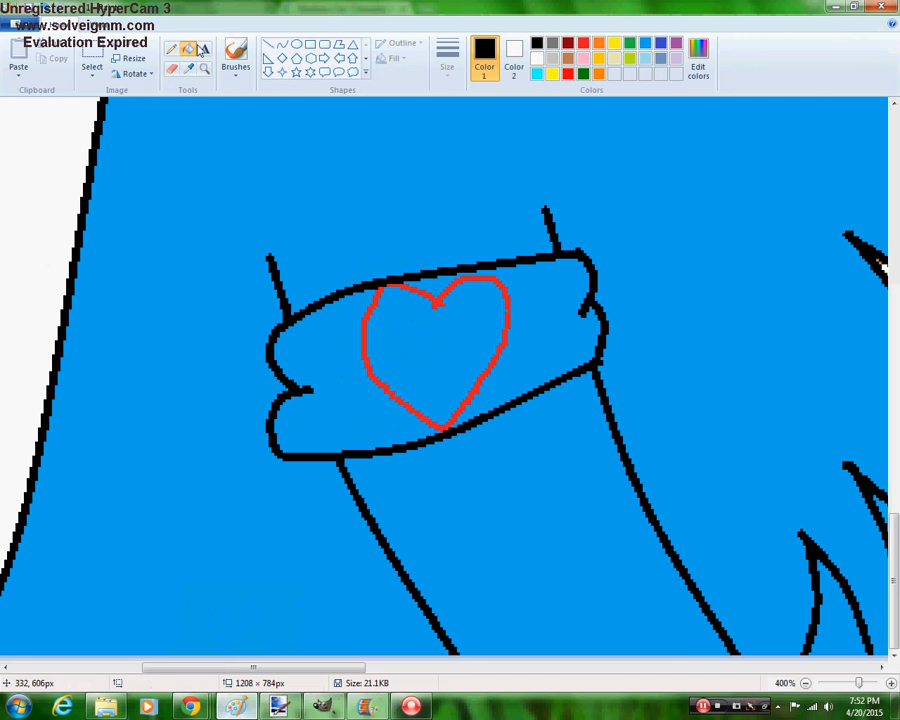 Unregistered HyperCam 3
www.solveigmm.com
Evaluation Expired
Paste
Copy
Clipboard
Select
Resize
Rotate
Image
A
Tools
Brushes
Outline
Fill
Shapes
Size
Color
1
Color
2
Edit
colors
Colors
332, 606px
1208 × 784px
Size: 21.1KB
400%
7:52 PM
4/20/2015